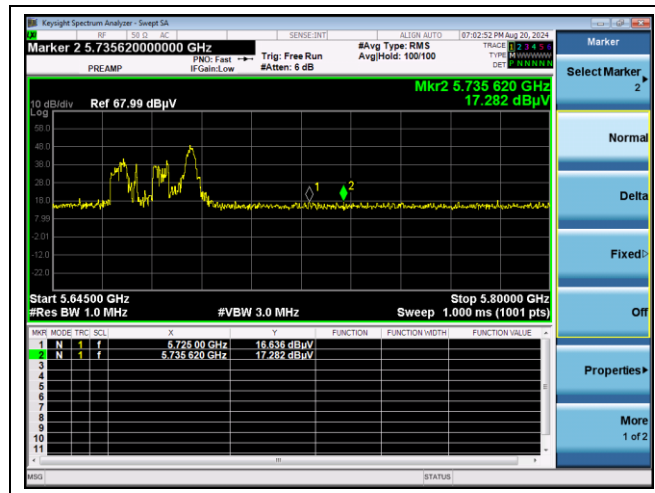 Keysight Spectrum Analyzer - Swept SA
RF 50 Ω AC SENSE:INT ALIGN AUTO 07:02:52 PM Aug 20, 2024
Marker 2 5.735620000000 GHz
PREAMP
PNO: Fast
IFGain:Low
Trig: Free Run
#Atten: 6 dB
#Avg Type: RMS
Avg|Hold: 100/100
TRACE 1 2 3 4 5 6
TYPE MWWWWW
DET P NNNNN
Mkr2 5.735 620 GHz
17.282 dBµV
10 dB/div Ref 67.99 dBµV
Log
58.0
48.0
38.0
28.0
18.0
7.99
-2.01
-12.0
-22.0
1
2
Start 5.64500 GHz Stop 5.80000 GHz
#Res BW 1.0 MHz #VBW 3.0 MHz Sweep 1.000 ms (1001 pts)
MKR MODE TRC SCL X Y FUNCTION FUNCTION WIDTH FUNCTION VALUE
1 N 1 f 5.725 00 GHz 16.636 dBµV
2 N 1 f 5.735 620 GHz 17.282 dBµV
3
4
5
6
7
8
9
10
11
MSG STATUS
Marker
Select Marker
2
Normal
Delta
Fixed
Off
Properties
More
1 of 2